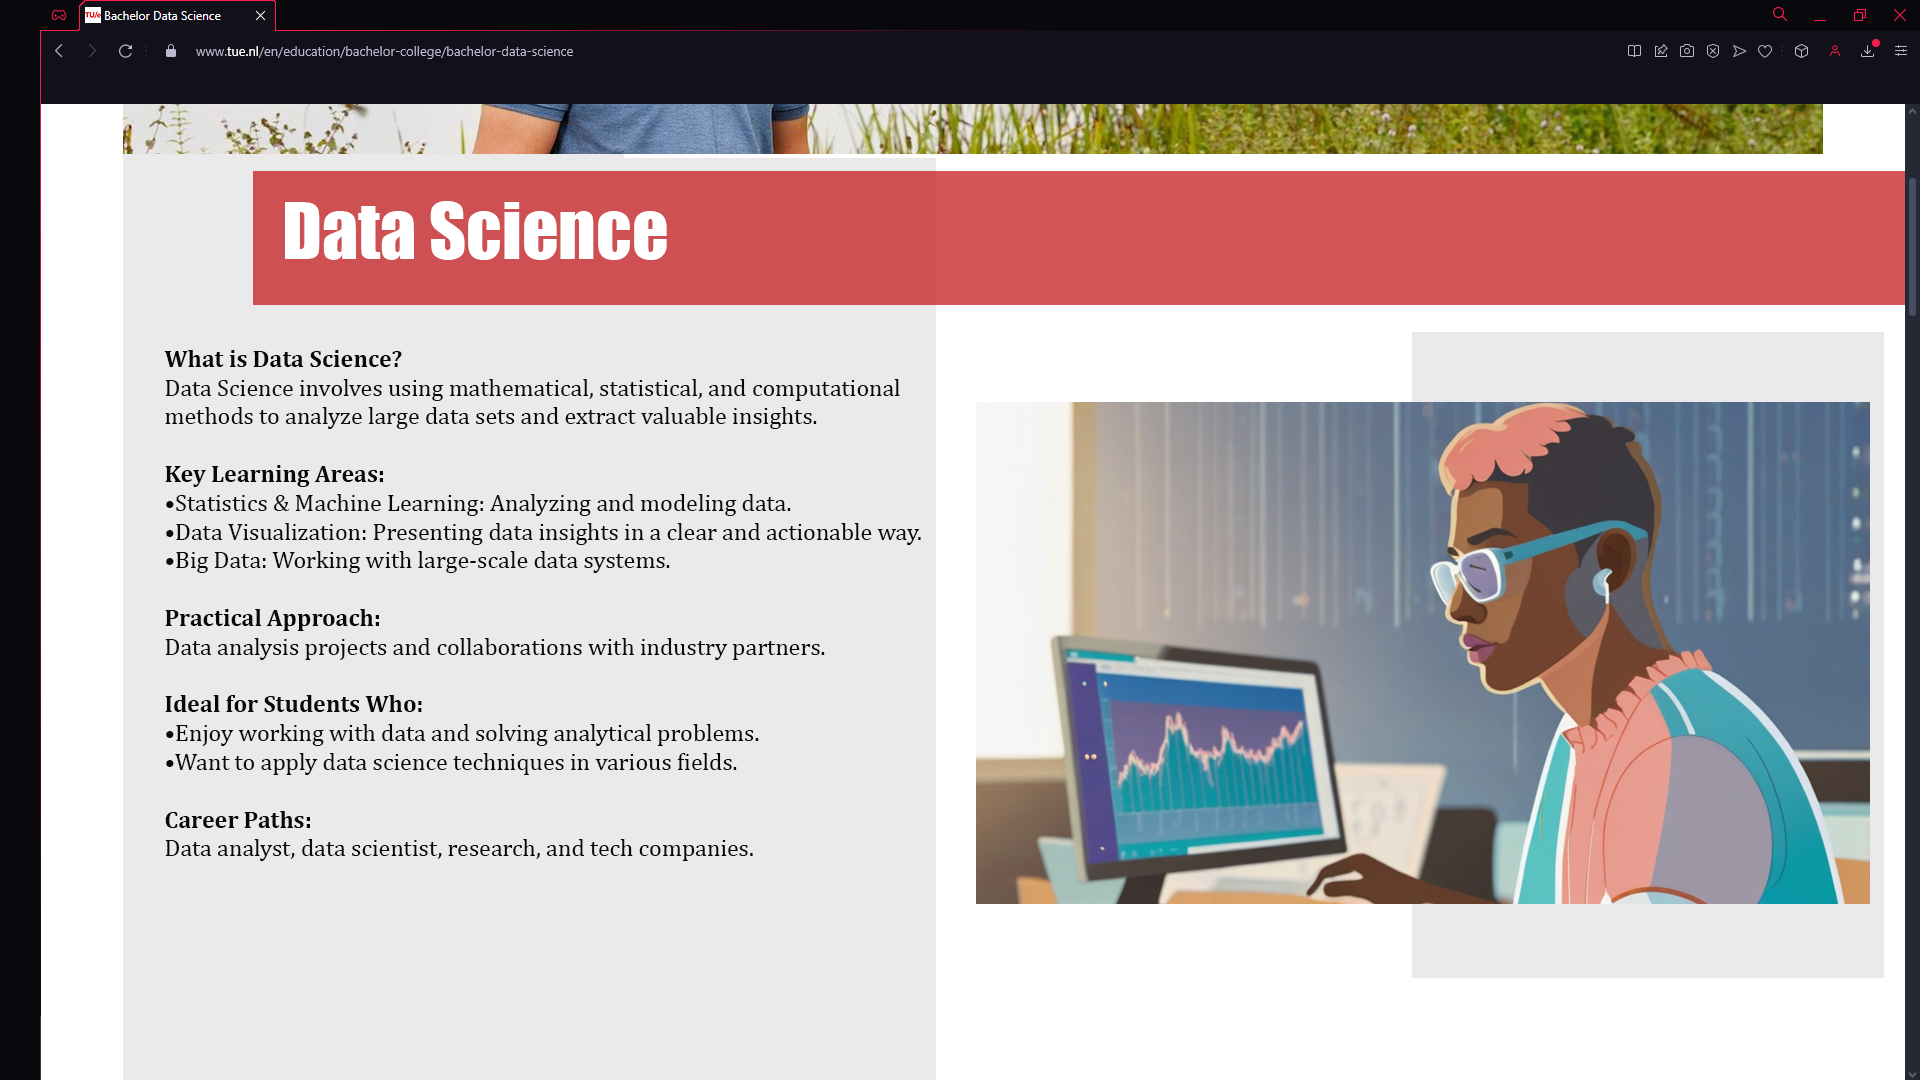 TU/e Bachelor Data Science
www.tue.nl/en/education/bachelor-college/bachelor-data-science
Data Science
What is Data Science?
Data Science involves using mathematical, statistical, and computational
methods to analyze large data sets and extract valuable insights.
Key Learning Areas:
•Statistics & Machine Learning: Analyzing and modeling data.
•Data Visualization: Presenting data insights in a clear and actionable way.
•Big Data: Working with large-scale data systems.
Practical Approach:
Data analysis projects and collaborations with industry partners.
Ideal for Students Who:
•Enjoy working with data and solving analytical problems.
•Want to apply data science techniques in various fields.
Career Paths:
Data analyst, data scientist, research, and tech companies.